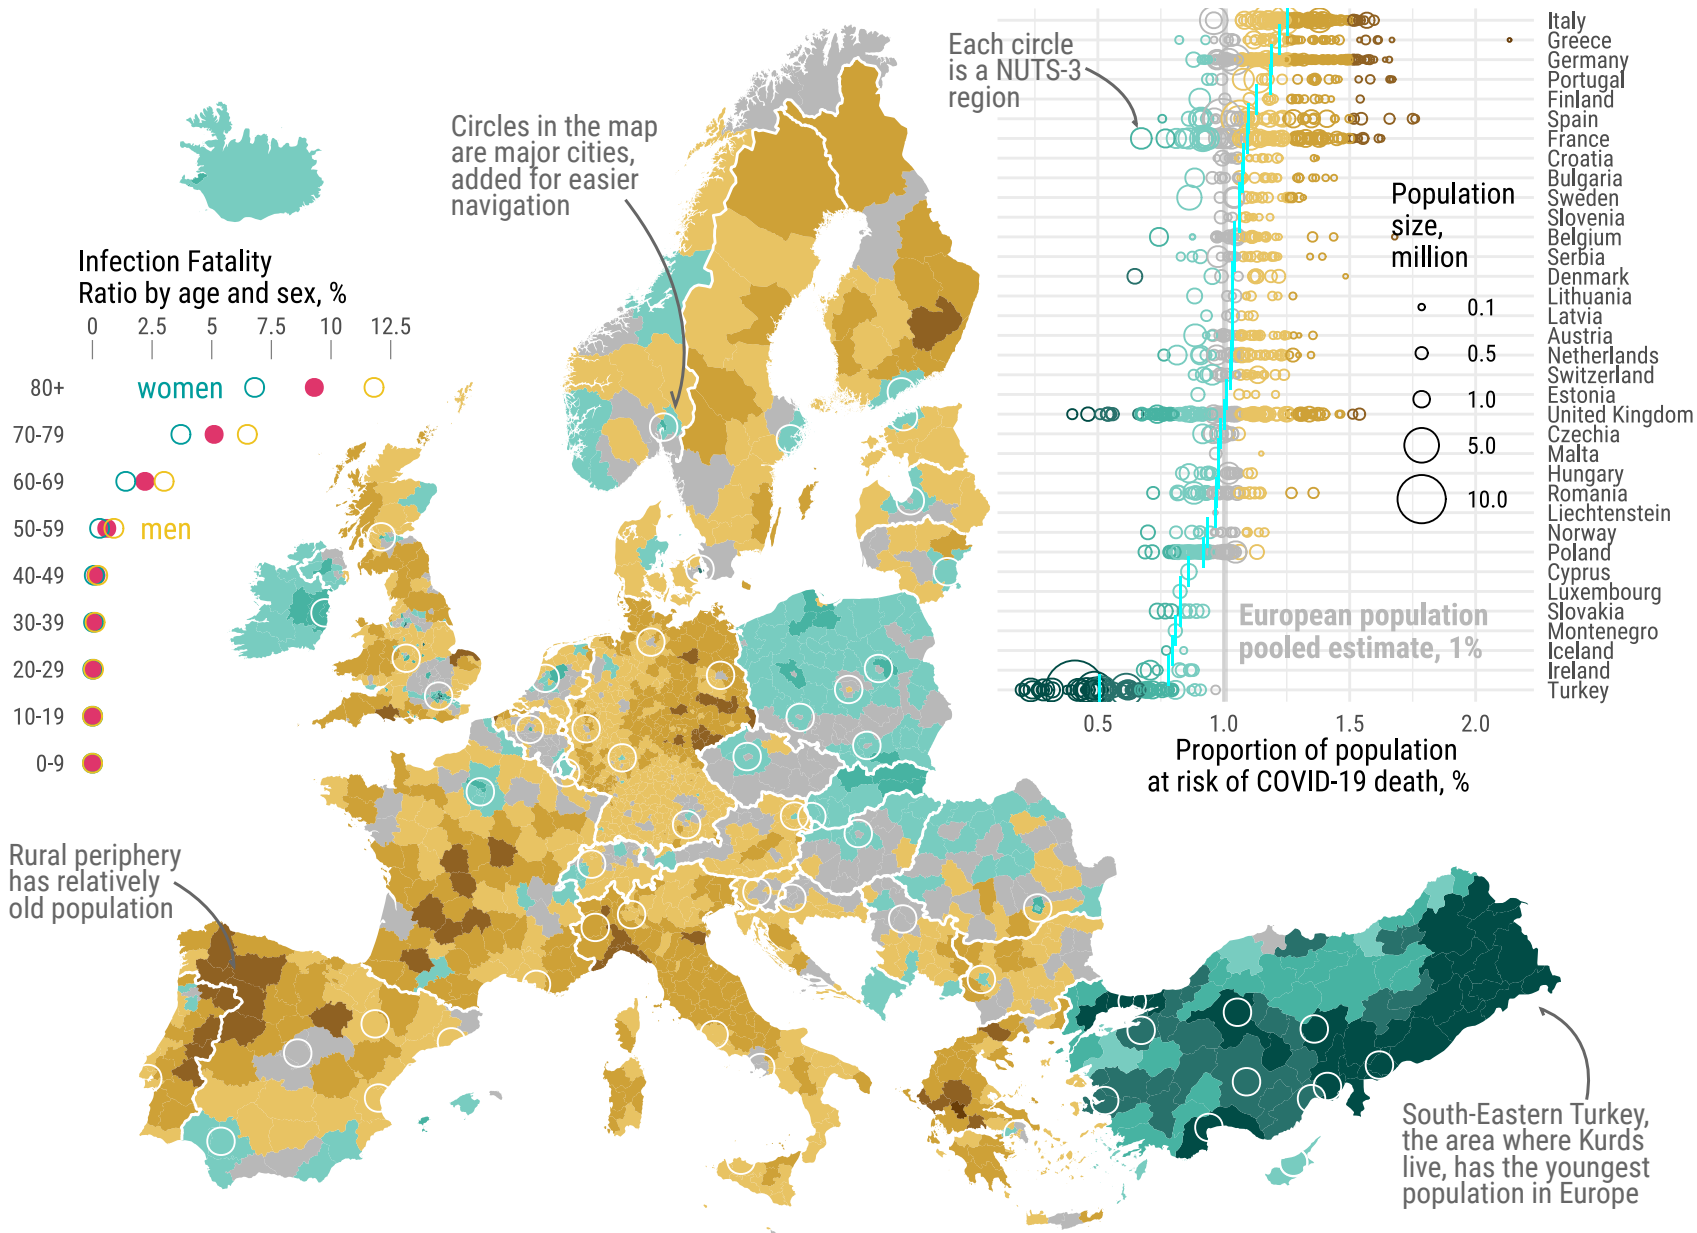 Each circle
is a NUTS-3
region
Circles in the map
are major cities,
added for easier
navigation
Infection Fatality
Ratio by age and sex, %
0 2.5 5 7.5 10 12.5
80+
women
70-79
60-69
50-59
men
40-49
30-39
20-29
10-19
0-9
Rural periphery
has relatively
old population
Italy
Greece
Germany
Portugal
Finland
Spain
France
Croatia
Bulgaria
Sweden
Slovenia
Belgium
Serbia
Denmark
Lithuania
Latvia
Austria
Netherlands
Switzerland
Estonia
United Kingdom
Czechia
Malta
Hungary
Romania
Liechtenstein
Norway
Poland
Cyprus
Luxembourg
Slovakia
Montenegro
Iceland
Ireland
Turkey
Population
size,
million
0.1
0.5
1.0
5.0
10.0
European population
pooled estimate, 1%
0.5 1.0 1.5 2.0
Proportion of population
at risk of COVID-19 death, %
South-Eastern Turkey,
the area where Kurds
live, has the youngest
population in Europe